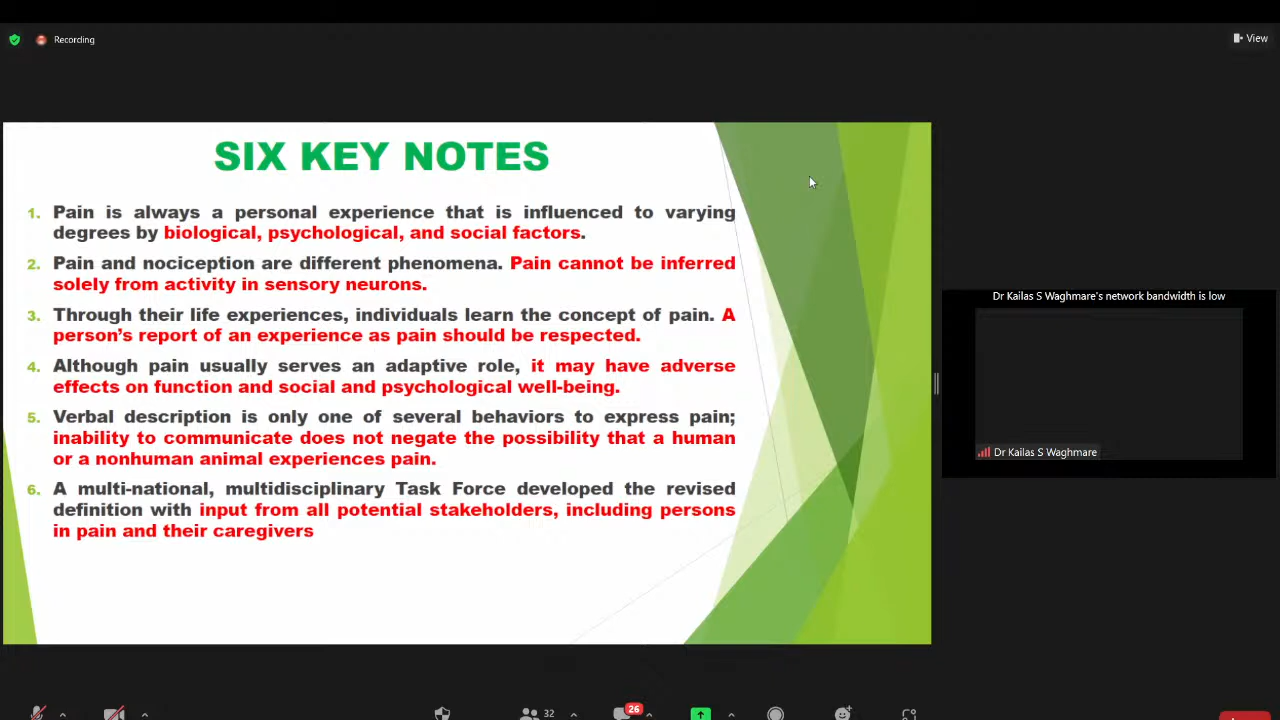 Recording
View
SIX KEY NOTES
1. Pain is always a personal experience that is influenced to varying
degrees by biological, psychological, and social factors.
2. Pain and nociception are different phenomena. Pain cannot be inferred
solely from activity in sensory neurons.
3. Through their life experiences, individuals learn the concept of pain. A
person’s report of an experience as pain should be respected.
4. Although pain usually serves an adaptive role, it may have adverse
effects on function and social and psychological well-being.
5. Verbal description is only one of several behaviors to express pain;
inability to communicate does not negate the possibility that a human
or a nonhuman animal experiences pain.
6. A multi-national, multidisciplinary Task Force developed the revised
definition with input from all potential stakeholders, including persons
in pain and their caregivers
Dr Kailas S Waghmare's network bandwidth is low
Dr Kailas S Waghmare
32
26